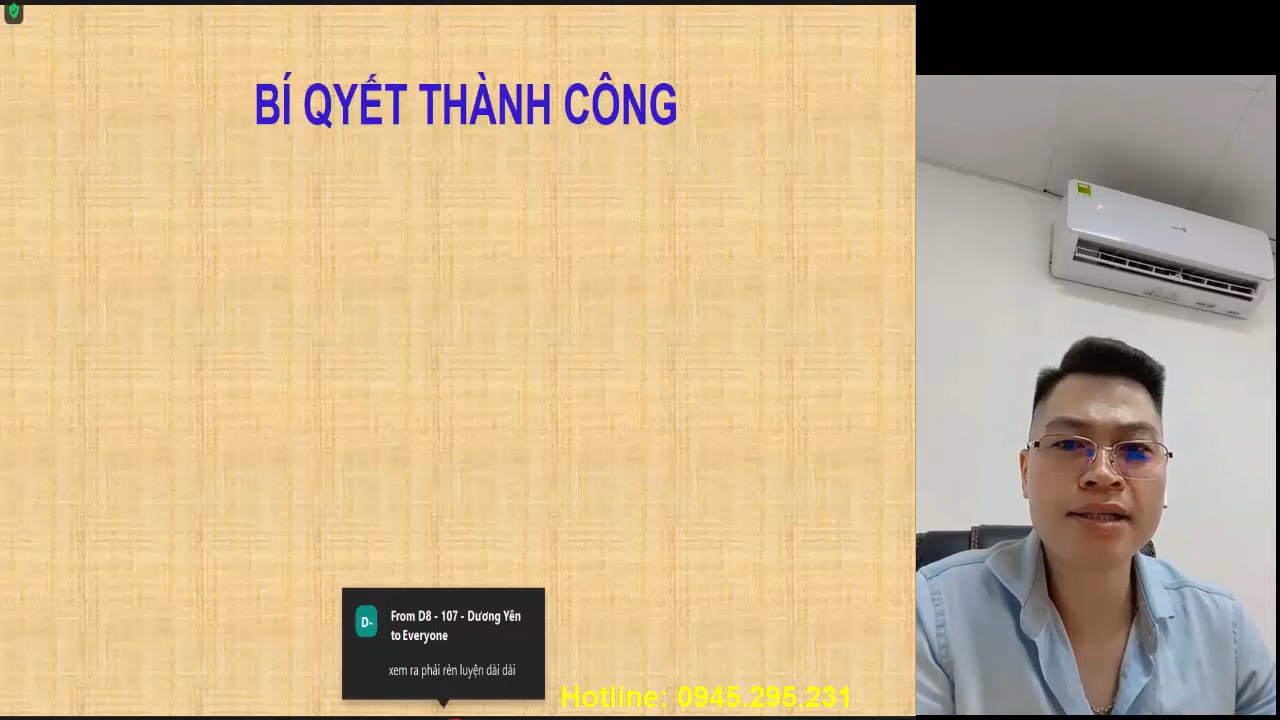 BÍ QYẾT THÀNH CÔNG
D-
From D8 - 107 - Dương Yên
to Everyone
xem ra phải rèn luyện dài dài
Hotline: 0945.295.231